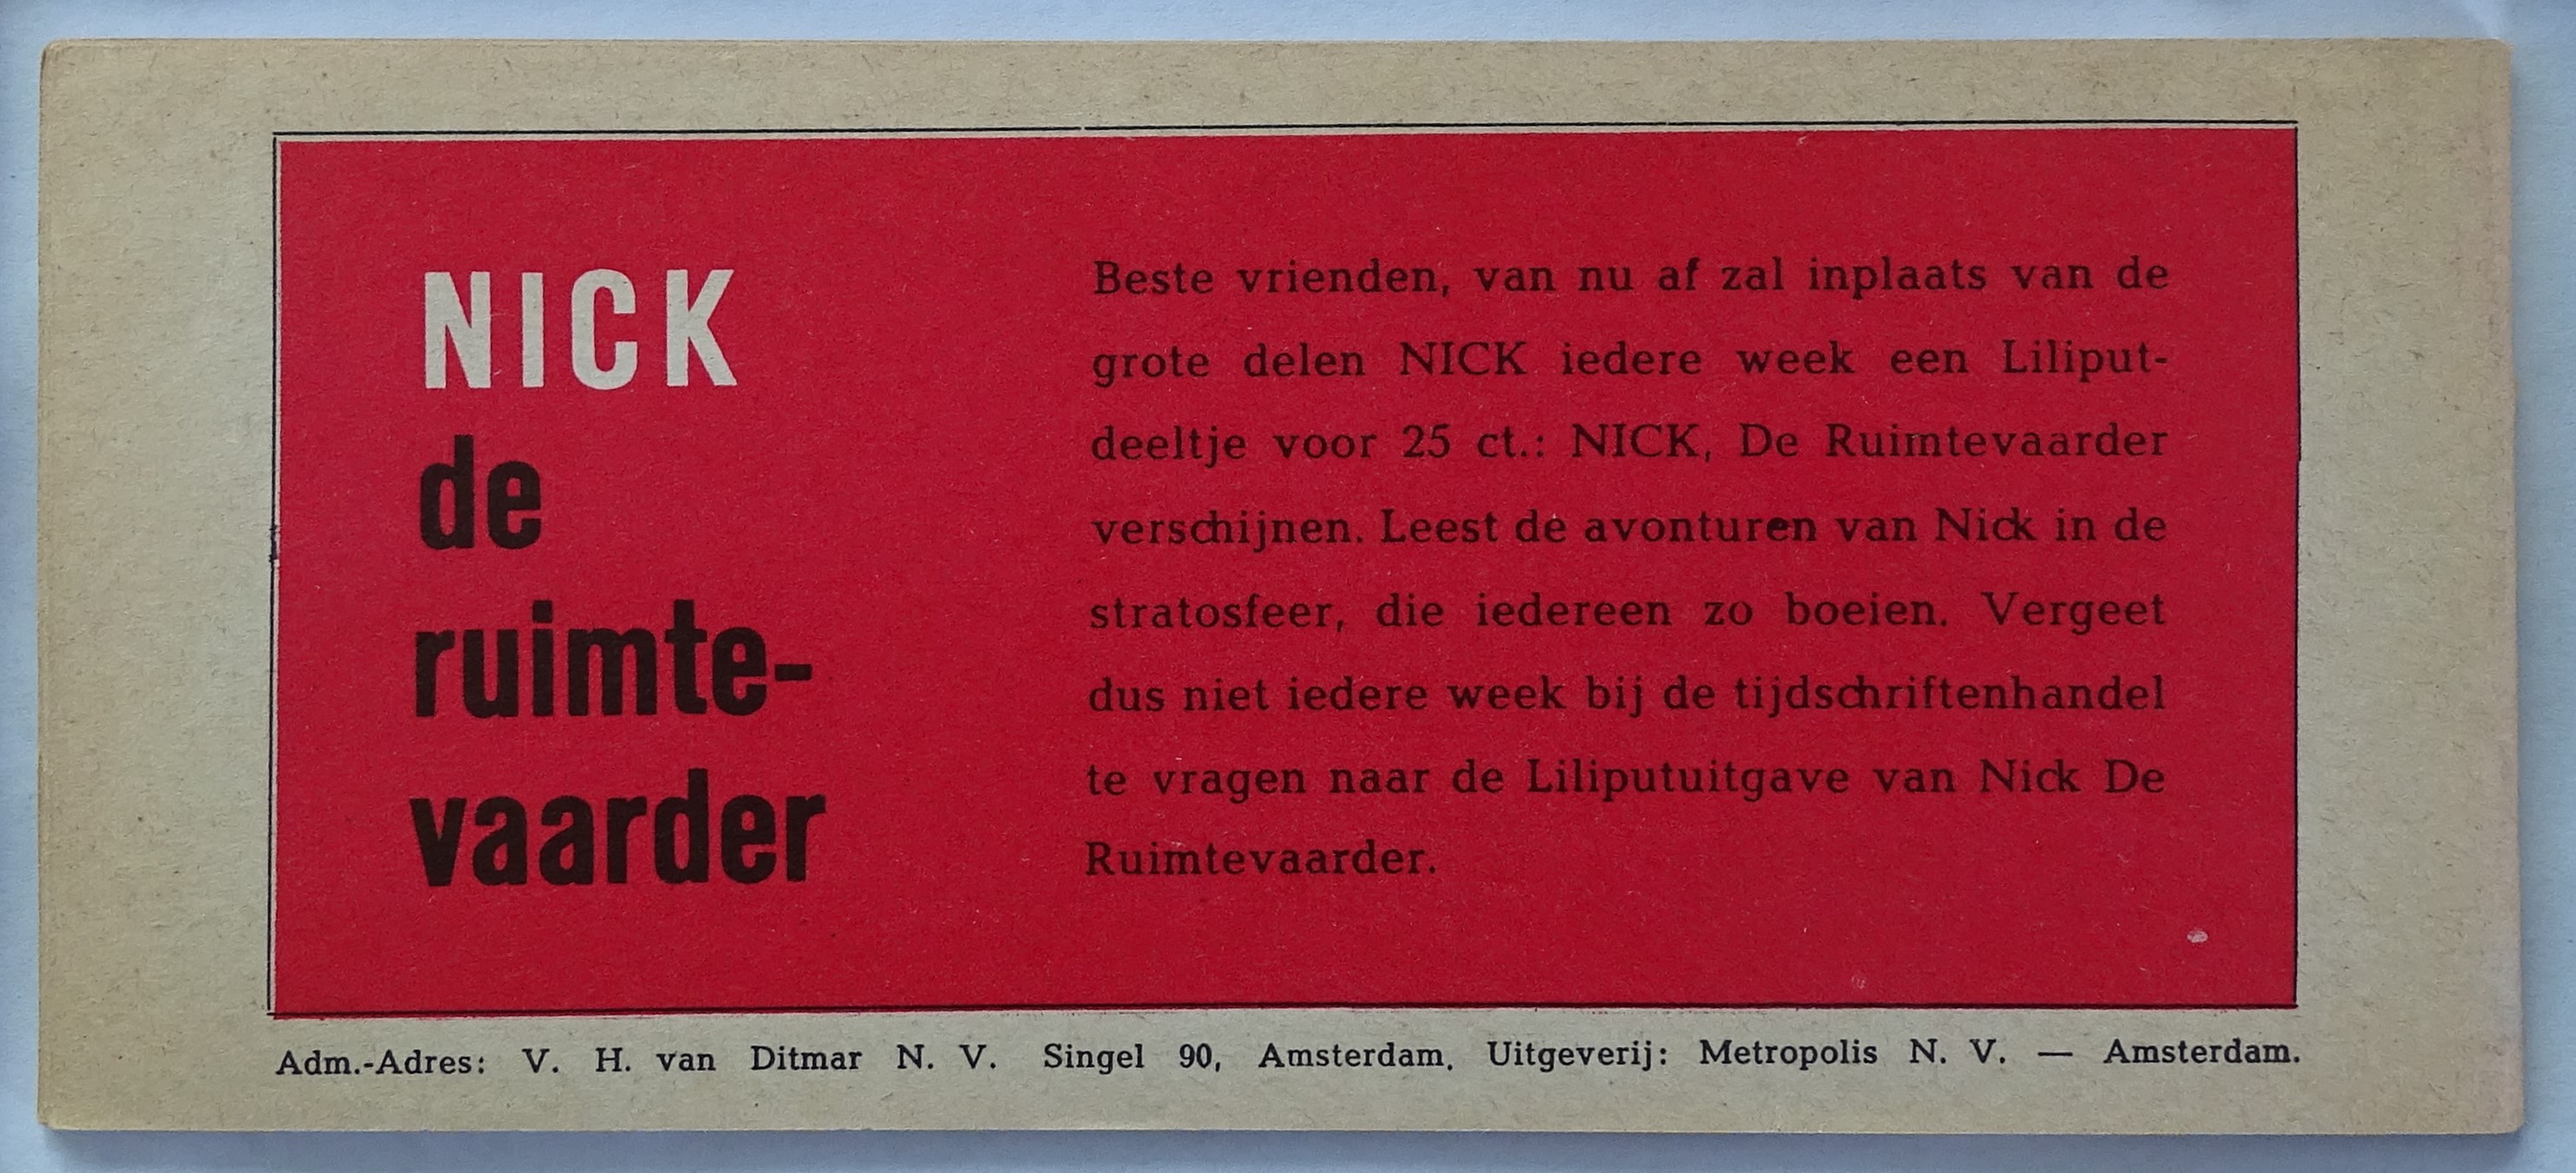 NICK
de
ruimte-
vaarder
Beste vrienden, van nu af zal inplaats van de
grote delen NICK iedere week een Liliput-
deeltje voor 25 ct.: NICK, De Ruimtevaarder
verschijnen. Leest de avonturen van Nick in de
stratosfeer, die iedereen zo boeien. Vergeet
dus niet iedere week bij de tijdschriftenhandel
te vragen naar de Liliputuitgave van Nick De
Ruimtevaarder.
Adm.-Adres: V. H. van Ditmar N. V. Singel 90, Amsterdam. Uitgeverij: Metropolis N. V. — Amsterdam.